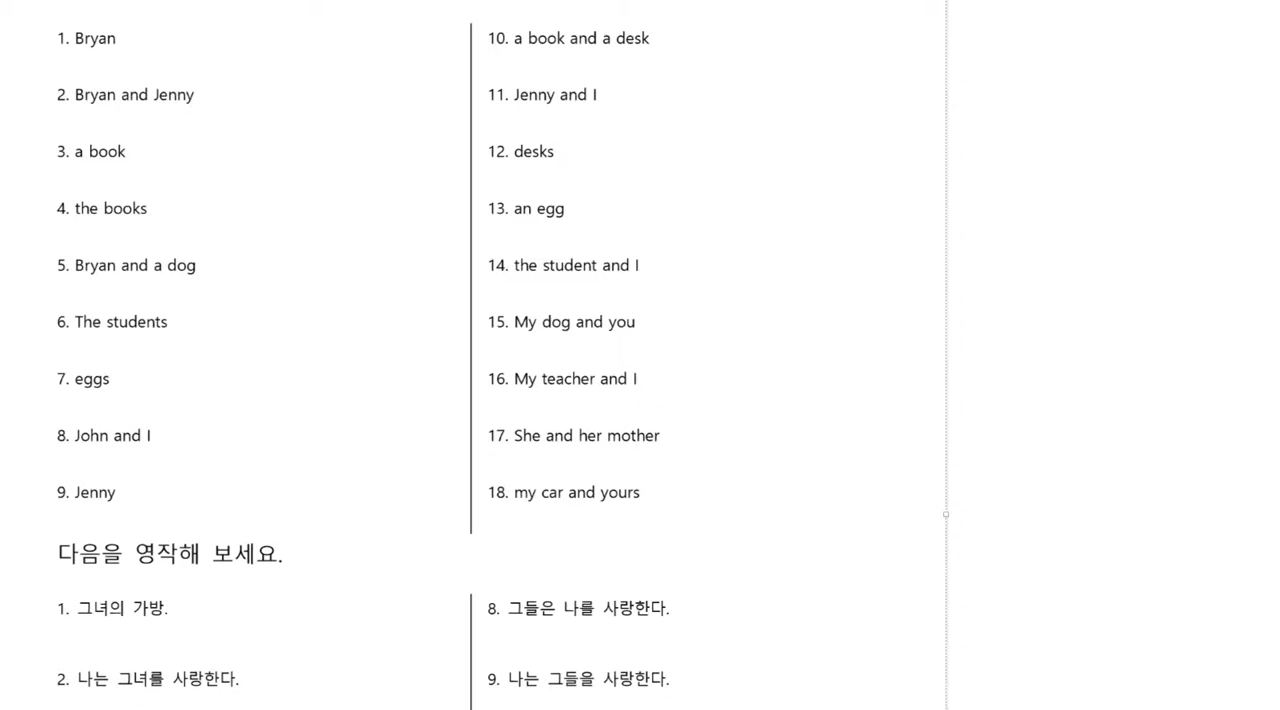 1. Bryan
2. Bryan and Jenny
3. a book
4. the books
5. Bryan and a dog
6. The students
7. eggs
8. John and I
9. Jenny
10. a book and a desk
11. Jenny and I
12. desks
13. an egg
14. the student and I
15. My dog and you
16. My teacher and I
17. She and her mother
18. my car and yours
다음을 영작해 보세요.
1. 그녀의 가방.
2. 나는 그녀를 사랑한다.
8. 그들은 나를 사랑한다.
9. 나는 그들을 사랑한다.